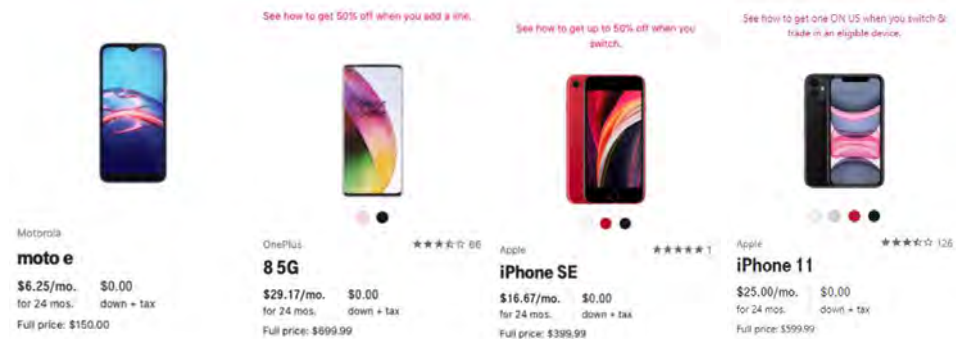 Motorola
moto e
$6.25/mo. $0.00
for 24 mos. down + tax
Full price: $150.00
See how to get 50% off when you add a line.
OnePlus 66
8 5G
$29.17/mo. $0.00
for 24 mos. down + tax
Full price: $699.99
See how to get up to 50% off when you
switch.
Apple 1
iPhone SE
$16.67/mo. $0.00
for 24 mos. down + tax
Full price: $399.99
See how to get one ON US when you switch &
trade in an eligible device.
Apple 126
iPhone 11
$25.00/mo. $0.00
for 24 mos. down + tax
Full price: $599.99